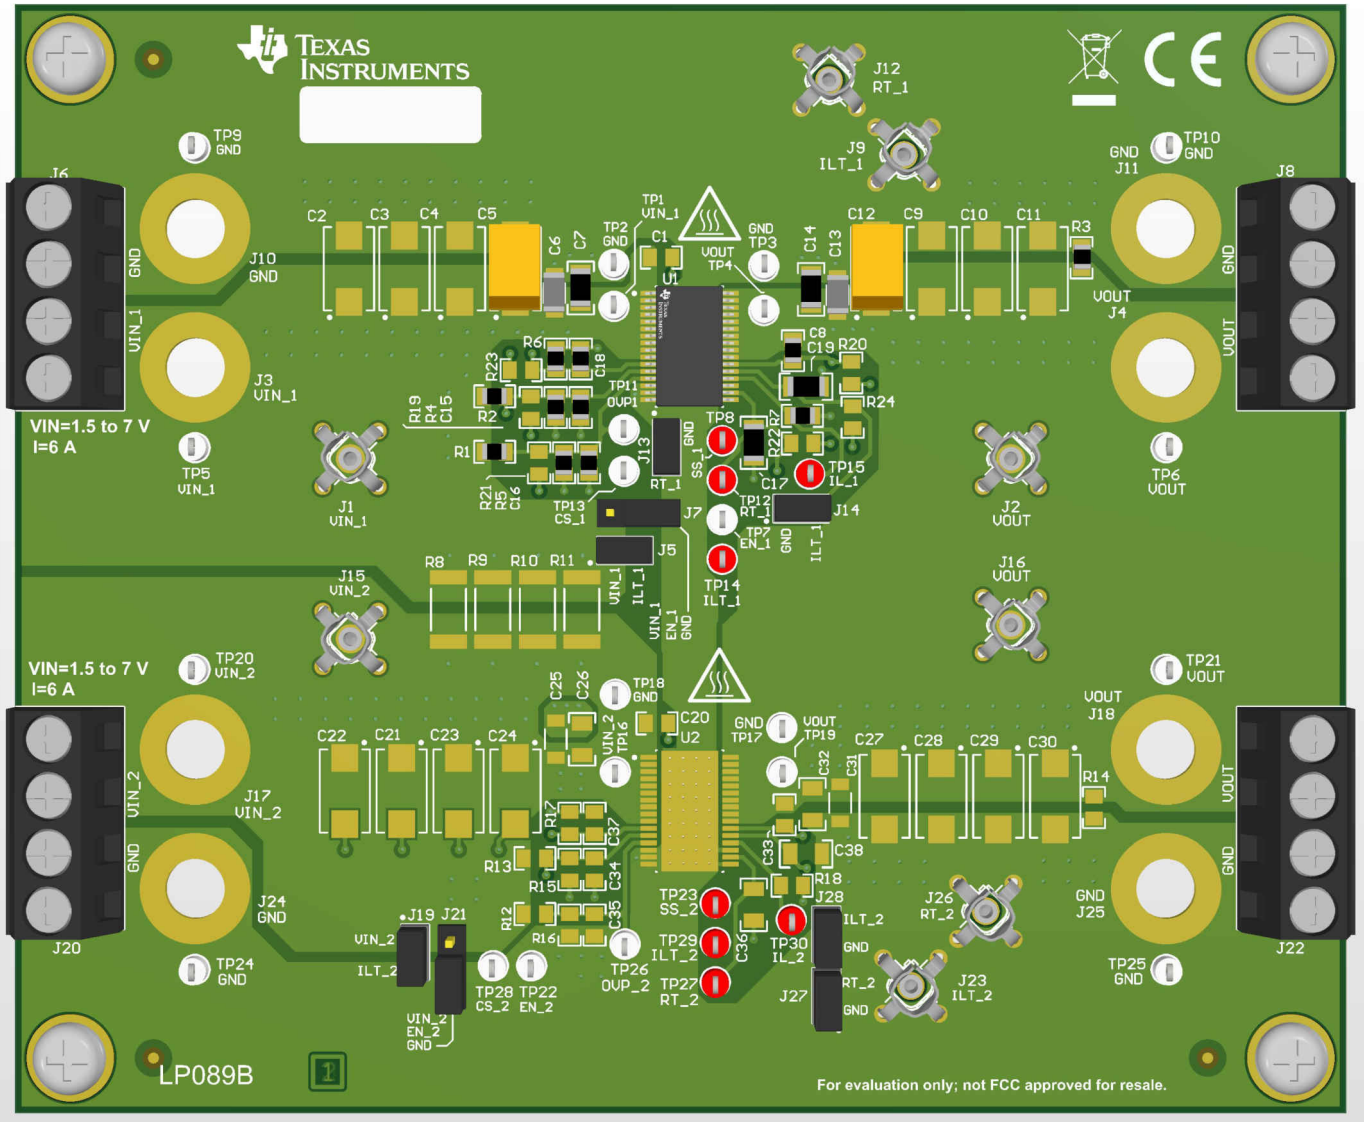 TEXAS
INSTRUMENTS
J12
RT_1
J9
ILT_1
TP9
GND
TP10
GND
GND
J11
J6
J8
C2
C3
C4
C5
C6
C7
TP2
GND
TP1
VIN_1
C1
U1
GND
TP3
VOUT
TP4
C14
C13
C12
C9
C10
C11
R3
GND
VIN_1
J10
GND
TEXAS
INSTRUMENTS
GND
VOUT
VOUT
J4
J3
VIN_1
R6
R23
C18
R2
R19
R4
C15
TP11
OVP1
C8
C19
R20
R24
R7
R22
VIN=1.5 to 7 V
I=6 A
TP5
VIN_1
J1
VIN_1
R1
R21
R5
C16
TP13
CS_1
J13
GND
RT_1
TP8
SS_1
TP12
RT_1
C17
TP15
IL_1
J2
VOUT
TP6
VOUT
J7
J5
TP7
EN_1
J14
GND
ILT_1
TP14
ILT_1
VIN_1
ILT_1
VIN_1
EN_1
GND
J15
VIN_2
R8
R9
R10
R11
J16
VOUT
VIN=1.5 to 7 V
I=6 A
TP20
VIN_2
TP21
VOUT
VOUT
J18
TP18
GND
C25
C26
VIN_2
TP16
C20
U2
GND
TP17
VOUT
TP19
C22
C21
C23
C24
C32
C31
C27
C28
C29
C30
R14
VIN_2
GND
J17
VIN_2
VOUT
GND
R17
C37
R13
R15
C34
R12
R16
C35
C33
C38
R18
J28
J24
GND
J20
TP24
GND
J19
J21
VIN_2
ILT_2
VIN_2
EN_2
GND
TP28
CS_2
TP22
EN_2
TP26
OVP_2
TP23
SS_2
TP29
ILT_2
TP27
RT_2
C36
TP30
IL_2
ILT_2
GND
J27
RT_2
GND
J26
RT_2
J23
ILT_2
GND
J25
TP25
GND
J22
LP089B
1
For evaluation only; not FCC approved for resale.